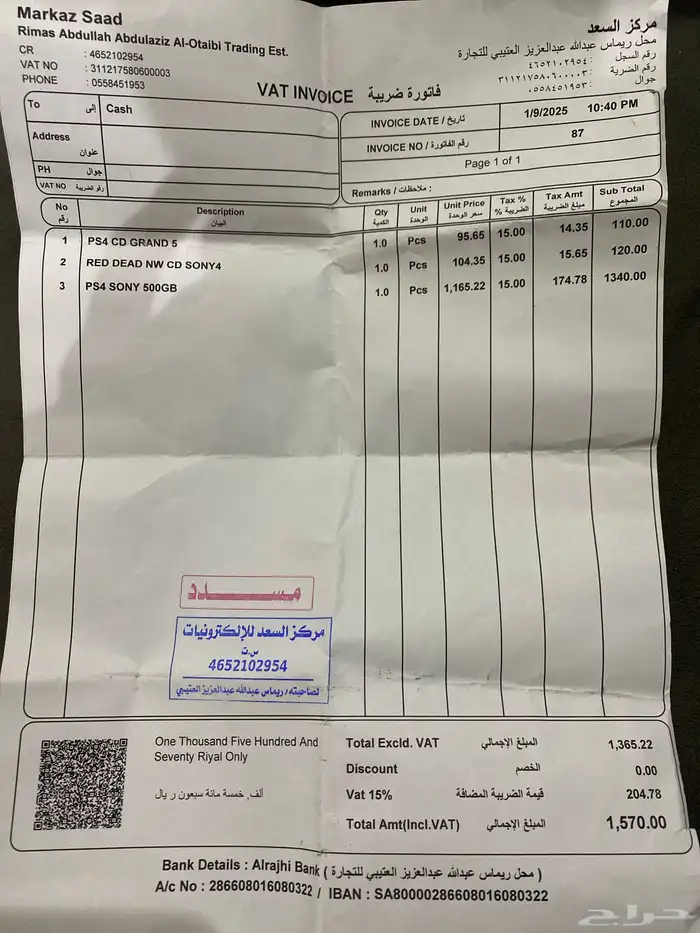 Markaz Saad
Rimas Abdullah Abdulaziz Al-Otaibi Trading Est.
CR : 4652102954
VAT NO : 311217580600003
PHONE : 0558451953
مركز السعد
محل ريماس عبدالله عبدالعزيز العتيبي للتجارة
رقم السجل : ٤٦٥٢١٠٢٩٥٤
رقم الضرية : ٣١١٢١٧٥٨٠٦٠٠٠٠٣
جوال : ٠٥٥٨٤٥١٩٥٣
VAT INVOICE فاتورة ضريبة
To إلى Cash
Address عنوان
PH جوال
VAT NO رقم الضريبة
INVOICE DATE / تاريخ 1/9/2025 10:40 PM
INVOICE NO / رقم الفاتورة 87
Page 1 of 1
Remarks / ملاحظات :
No Description Qty Unit Unit Price Tax % Tax Amt Sub Total
رقم البيان الكمية الوحدة سعر الوحدة الضريبة % مبلغ الضريبة المجموع
1 PS4 CD GRAND 5 1.0 Pcs 95.65 15.00 14.35 110.00
2 RED DEAD NW CD SONY4 1.0 Pcs 104.35 15.00 15.65 120.00
3 PS4 SONY 500GB 1.0 Pcs 1,165.22 15.00 174.78 1340.00
مسدد
مركز السعد للإلكترونيات
س.ت
4652102954
لصاحبته / ريماس عبدالله عبدالعزيز العتيبي
One Thousand Five Hundred And
Seventy Riyal Only
ألف, خمسة مائة سبعون ر يال
Total Excld. VAT المبلغ الإجمالي 1,365.22
Discount الخصم 0.00
Vat 15% قيمة الضريبة المضافة 204.78
Total Amt(Incl.VAT) المبلغ الإجمالي 1,570.00
Bank Details : Alrajhi Bank ( محل ريماس عبدالله عبدالعزيز العتيبي للتجارة )
A/c No : 286608016080322 / IBAN : SA80000286608016080322
حراج